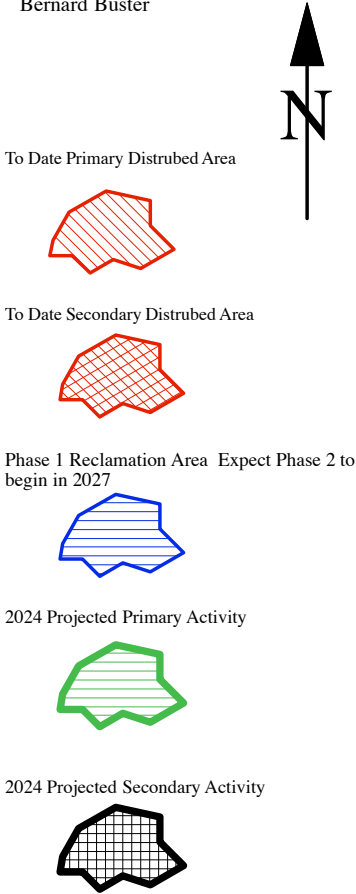 Bernard Buster
N
To Date Primary Distrubed Area
To Date Secondary Distrubed Area
Phase 1 Reclamation Area  Expect Phase 2 to
begin in 2027
2024 Projected Primary Activity
2024 Projected Secondary Activity